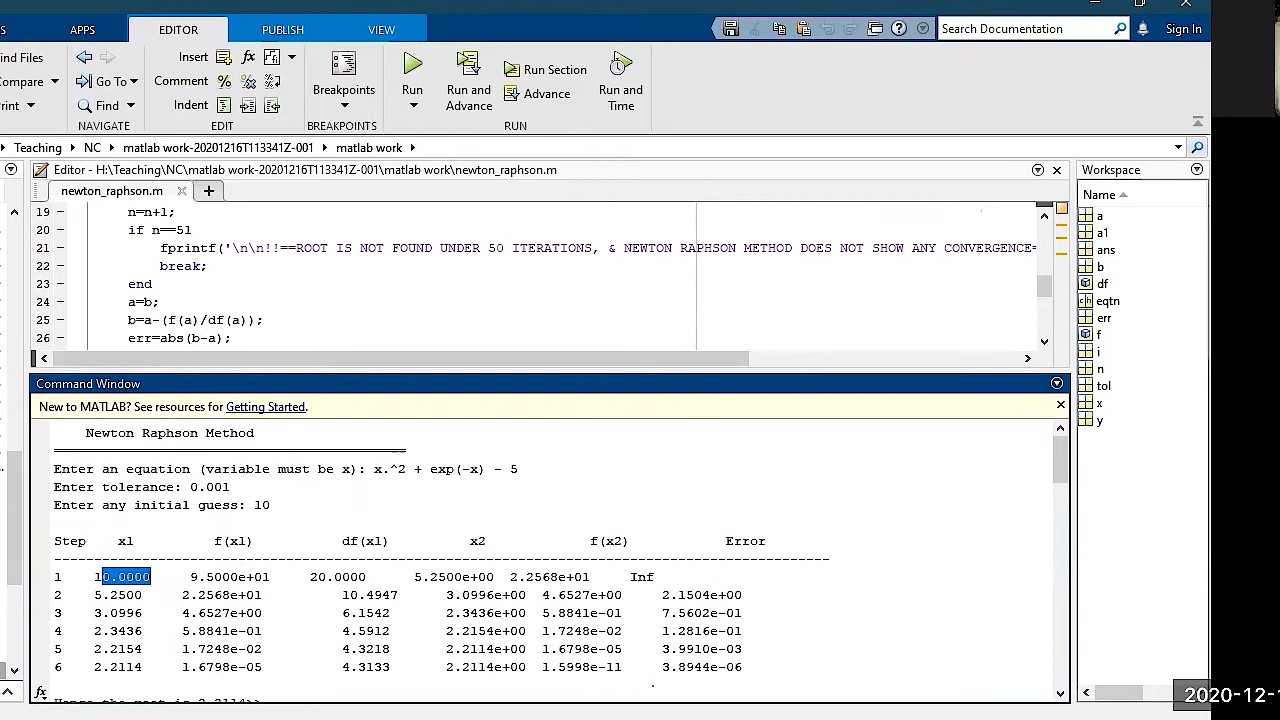 APPS EDITOR PUBLISH VIEW Search Documentation Sign In
ind Files Insert fx
ompare Go To Comment % Breakpoints Run Run and Advance Run Section Advance Run and Time
rint Find Indent
NAVIGATE EDIT BREAKPOINTS RUN
Teaching NC matlab work-20201216T113341Z-001 matlab work
Editor - H:\Teaching\NC\matlab work-20201216T113341Z-001\matlab work\newton_raphson.m
newton_raphson.m +
19 - n=n+1;
20 - if n==51
21 - fprintf('\n\n!!==ROOT IS NOT FOUND UNDER 50 ITERATIONS, & NEWTON RAPHSON METHOD DOES NOT SHOW ANY CONVERGENCE=
22 - break;
23 - end
24 - a=b;
25 - b=a-(f(a)/df(a));
26 - err=abs(b-a);
Command Window
New to MATLAB? See resources for Getting Started.
Newton Raphson Method
Enter an equation (variable must be x): x.^2 + exp(-x) - 5
Enter tolerance: 0.001
Enter any initial guess: 10
Step x1 f(x1) df(x1) x2 f(x2) Error
1 10.0000 9.5000e+01 20.0000 5.2500e+00 2.2568e+01 Inf
2 5.2500 2.2568e+01 10.4947 3.0996e+00 4.6527e+00 2.1504e+00
3 3.0996 4.6527e+00 6.1542 2.3436e+00 5.8841e-01 7.5602e-01
4 2.3436 5.8841e-01 4.5912 2.2154e+00 1.7248e-02 1.2816e-01
5 2.2154 1.7248e-02 4.3218 2.2114e+00 1.6798e-05 3.9910e-03
6 2.2114 1.6798e-05 4.3133 2.2114e+00 1.5998e-11 3.8944e-06
fx
Workspace
Name
a
a1
ans
b
df
eqtn
err
f
i
n
tol
x
y
2020-12-1